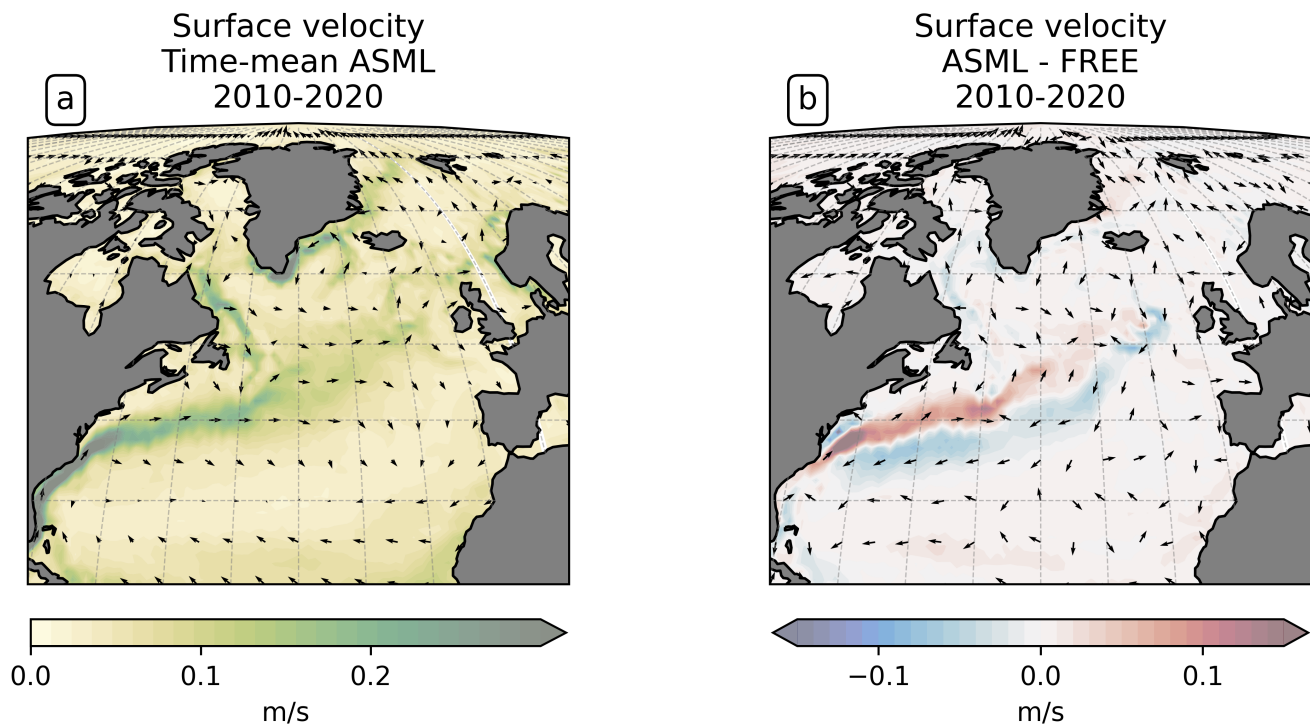 Surface velocity
Time-mean ASML
2010-2020
a
0.0 0.1 0.2
m/s
Surface velocity
ASML - FREE
2010-2020
b
−0.1 0.0 0.1
m/s